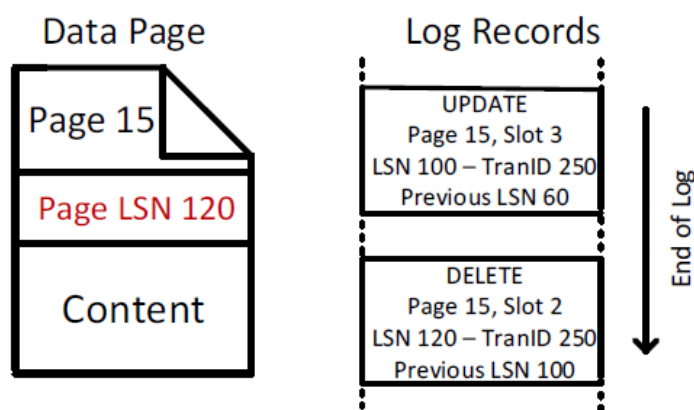 Data Page
Page 15
Page LSN 120
Content
Log Records
UPDATE
Page 15, Slot 3
LSN 100 – TranID 250
Previous LSN 60
DELETE
Page 15, Slot 2
LSN 120 – TranID 250
Previous LSN 100
End of Log